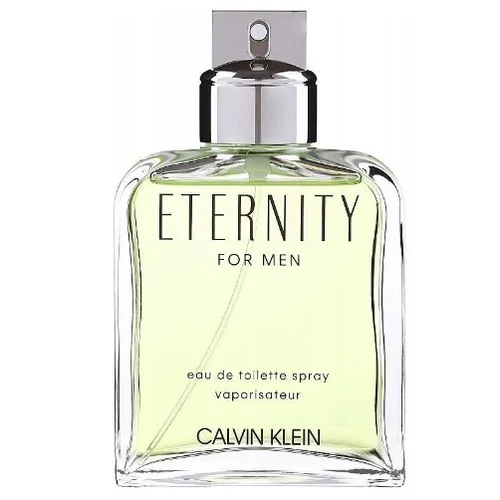 ETERNITY
FOR MEN
eau de toilette spray
vaporisateur
CALVIN KLEIN